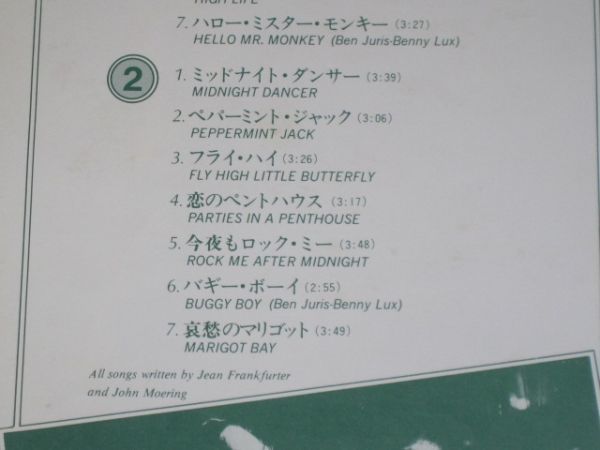 HIGH LIFE
7. ハロー・ミスター・モンキー (3:27)
HELLO MR. MONKEY (Ben Juris-Benny Lux)
2
1. ミッドナイト・ダンサー (3:39)
MIDNIGHT DANCER
2. ペパーミント・ジャック (3:06)
PEPPERMINT JACK
3. フライ・ハイ (3:26)
FLY HIGH LITTLE BUTTERFLY
4. 恋のペントハウス (3:17)
PARTIES IN A PENTHOUSE
5. 今夜もロック・ミー (3:48)
ROCK ME AFTER MIDNIGHT
6. バギー・ボーイ (2:55)
BUGGY BOY (Ben Juris-Benny Lux)
7. 哀愁のマリゴット (3:49)
MARIGOT BAY
All songs written by Jean Frankfurter
and John Moering